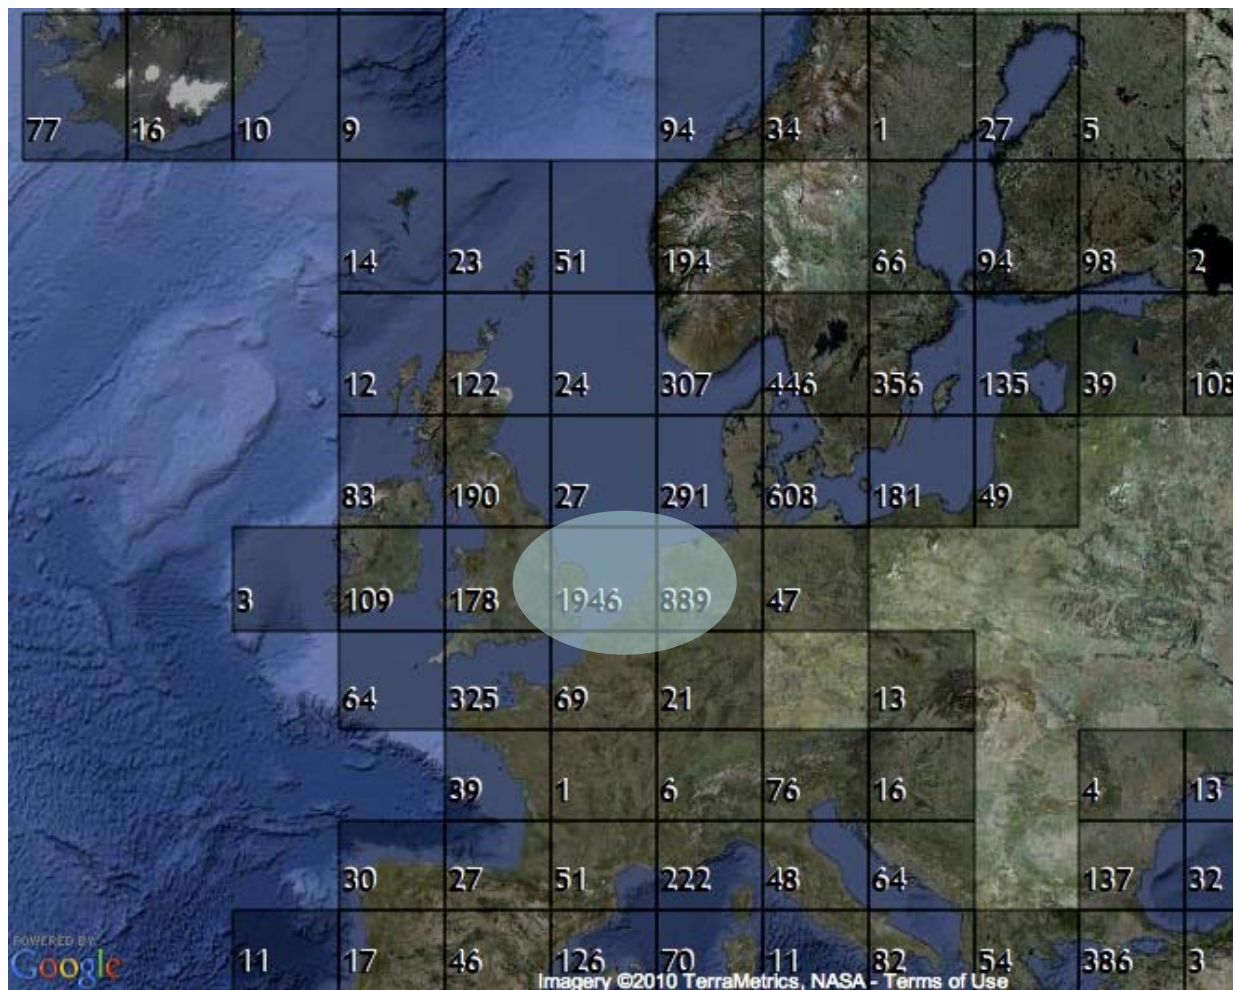 77 16 10 9 94 34 1 27 5
14 23 51 194 66 94 98 2
12 122 24 307 446 356 135 39 108
83 190 27 291 608 181 49
3 109 178 1946 889 47
64 325 69 21 13
39 1 6 76 16 4 13
30 27 51 222 48 64 137 32
POWERED BY
Google
11 17 46 126 70 11 82 54 386 3
Imagery ©2010 TerraMetrics, NASA - Terms of Use